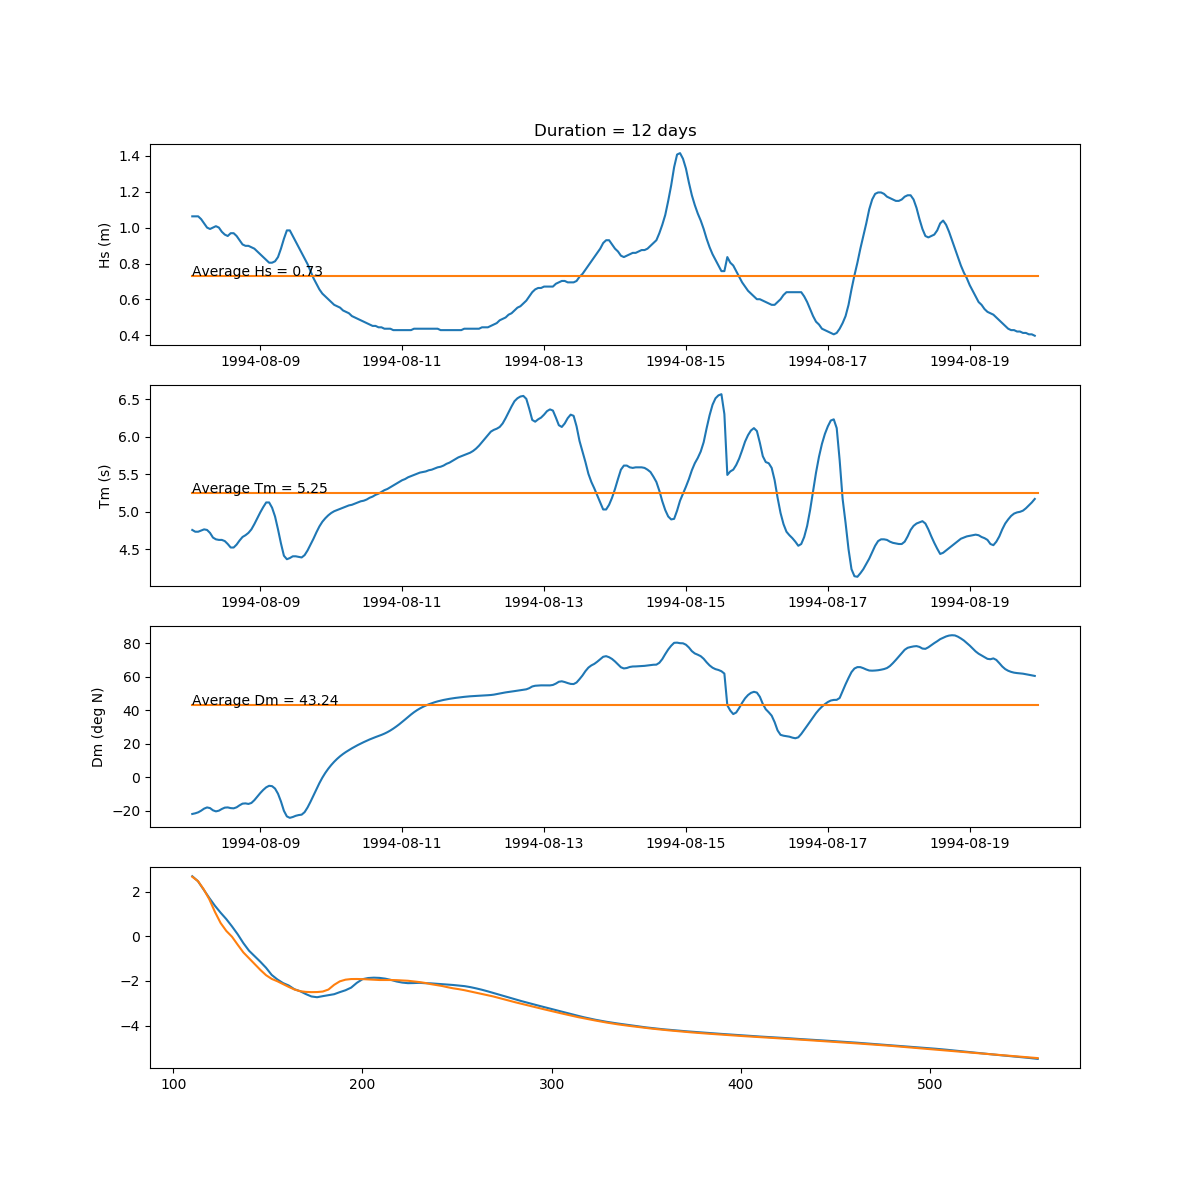 Duration = 12 days
Hs (m)
1.4
1.2
1.0
0.8
0.6
0.4
Average Hs = 0.73
1994-08-09 1994-08-11 1994-08-13 1994-08-15 1994-08-17 1994-08-19
Tm (s)
6.5
6.0
5.5
5.0
4.5
Average Tm = 5.25
1994-08-09 1994-08-11 1994-08-13 1994-08-15 1994-08-17 1994-08-19
Dm (deg N)
80
60
40
20
0
−20
Average Dm = 43.24
1994-08-09 1994-08-11 1994-08-13 1994-08-15 1994-08-17 1994-08-19
2
0
−2
−4
100 200 300 400 500